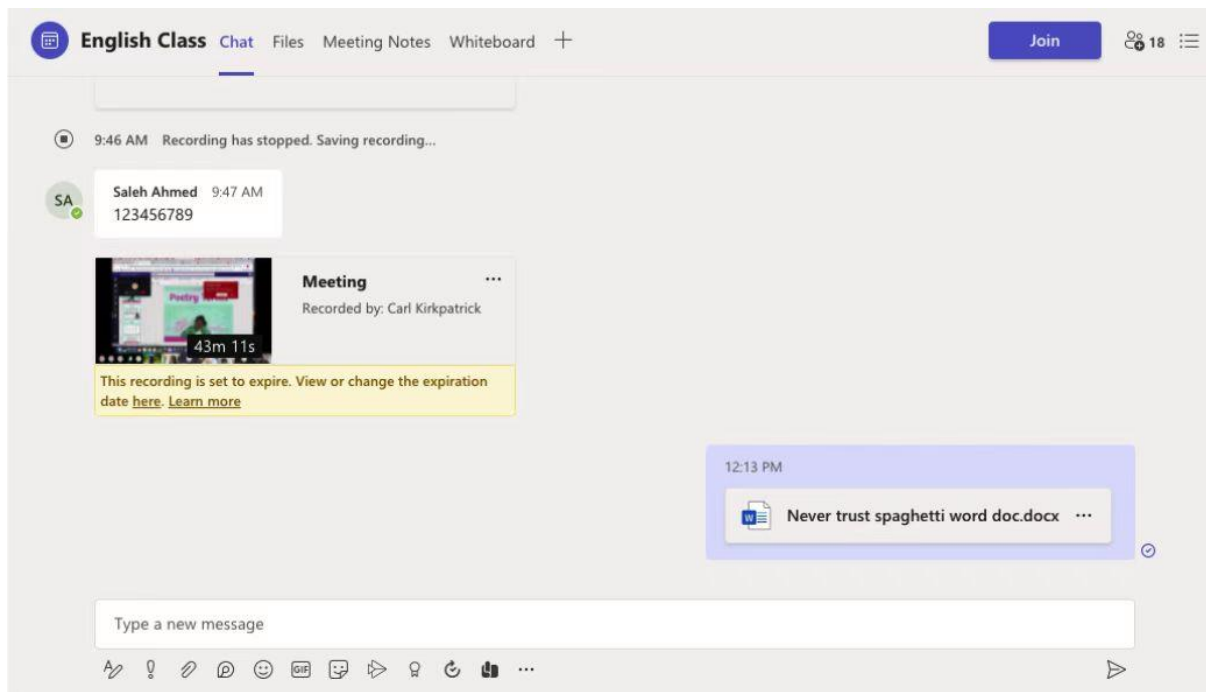 English Class Chat Files Meeting Notes Whiteboard
Join
18
9:46 AM Recording has stopped. Saving recording...
SA
Saleh Ahmed 9:47 AM
123456789
Poetry
43m 11s
Meeting
Recorded by: Carl Kirkpatrick
This recording is set to expire. View or change the expiration
date here. Learn more
12:13 PM
W
Never trust spaghetti word doc.docx
Type a new message
GIF